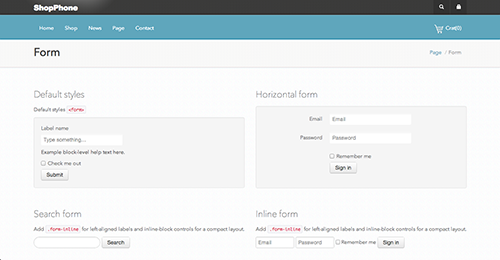 ShopPhone
Home Shop News Page Contact Crat(0)
Form
Page / Form
Default styles
Default styles <form>
Label name
Type something...
Example block-level help text here.
Check me out
Submit
Horizontal form
Email Email
Password Password
Remember me
Sign in
Search form
Add .form-inline for left-aligned labels and inline-block controls for a compact layout.
Search
Inline form
Add .form-inline for left-aligned labels and inline-block controls for a compact layout.
Email Password Remember me Sign in